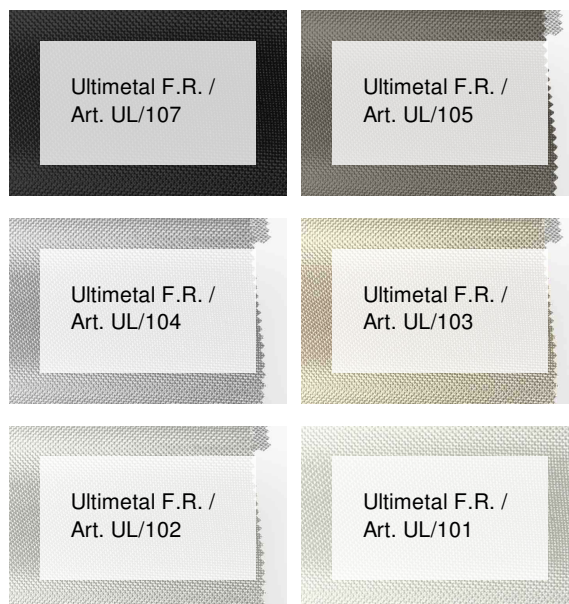 Ultimetal F.R. /
Art. UL/107
Ultimetal F.R. /
Art. UL/105
Ultimetal F.R. /
Art. UL/104
Ultimetal F.R. /
Art. UL/103
Ultimetal F.R. /
Art. UL/102
Ultimetal F.R. /
Art. UL/101